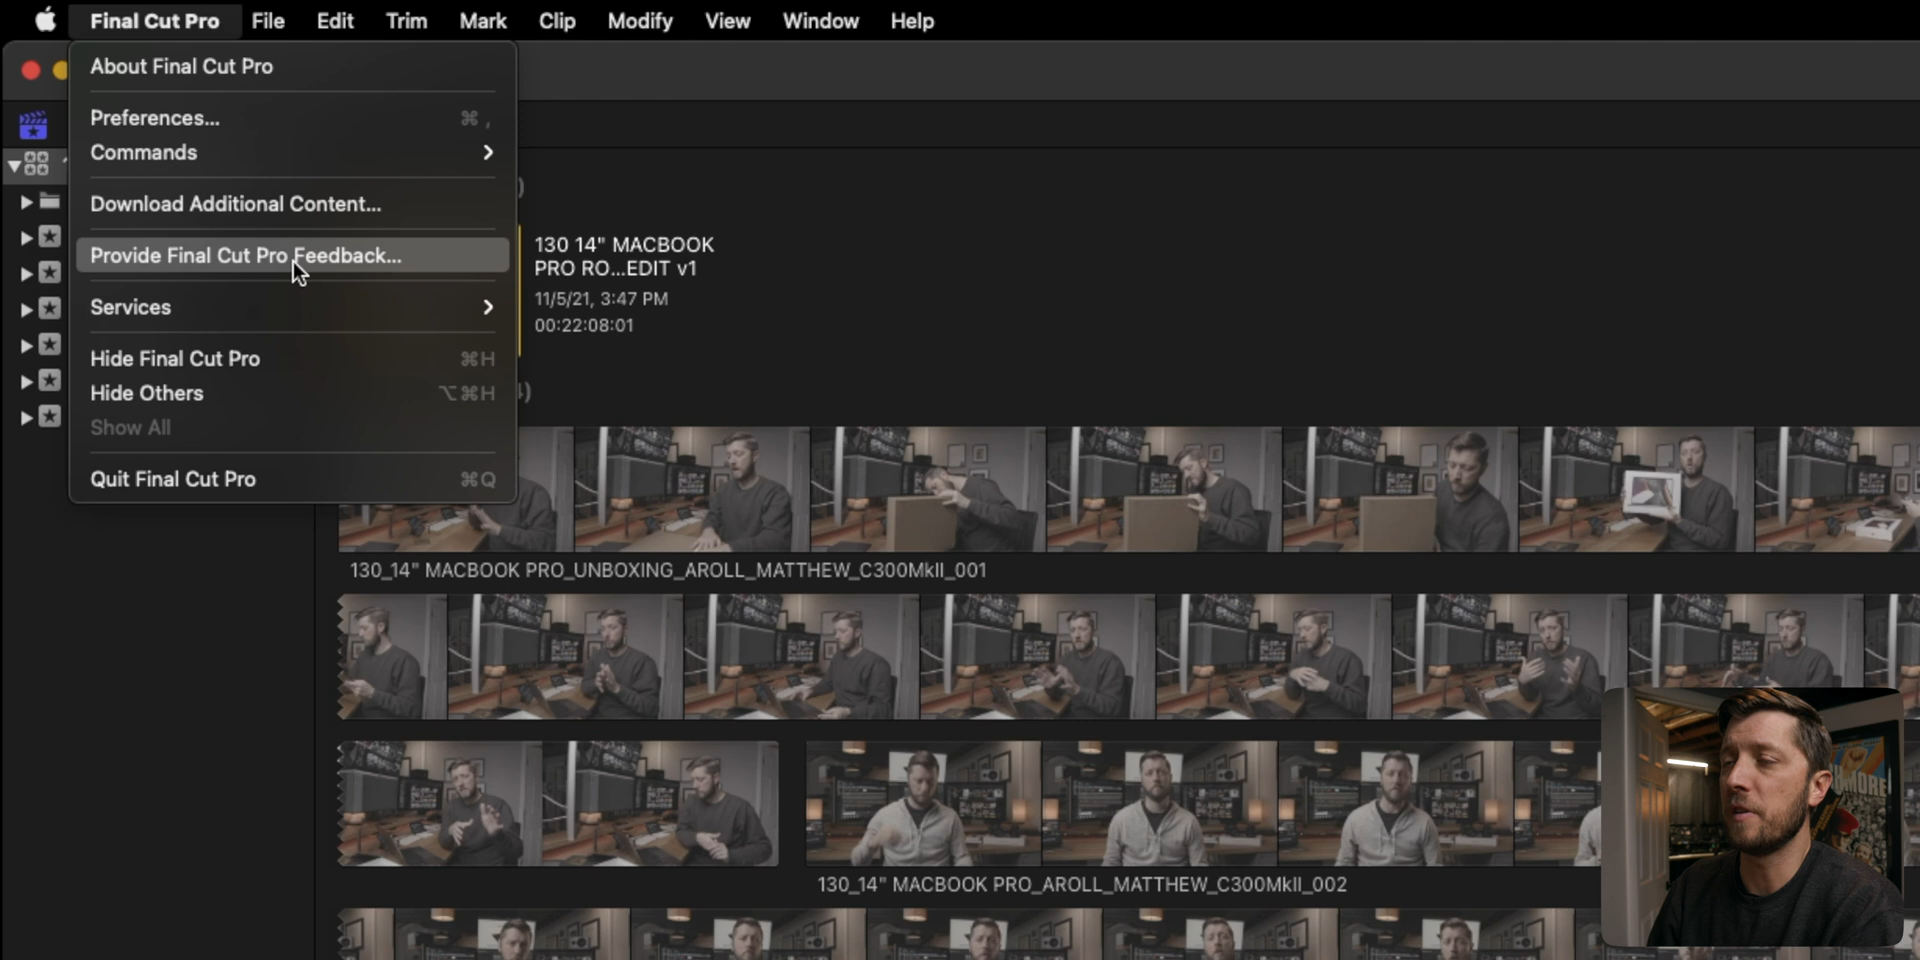 Final Cut Pro File Edit Trim Mark Clip Modify View Window Help
About Final Cut Pro
Preferences... ⌘ ,
Commands
Download Additional Content...
Provide Final Cut Pro Feedback...
Services
Hide Final Cut Pro ⌘H
Hide Others ⌥⌘H
Show All
Quit Final Cut Pro ⌘Q
130 14" MACBOOK
PRO RO...EDIT v1
11/5/21, 3:47 PM
00:22:08:01
130_14" MACBOOK PRO_UNBOXING_AROLL_MATTHEW_C300MkII_001
130_14" MACBOOK PRO_AROLL_MATTHEW_C300MkII_002